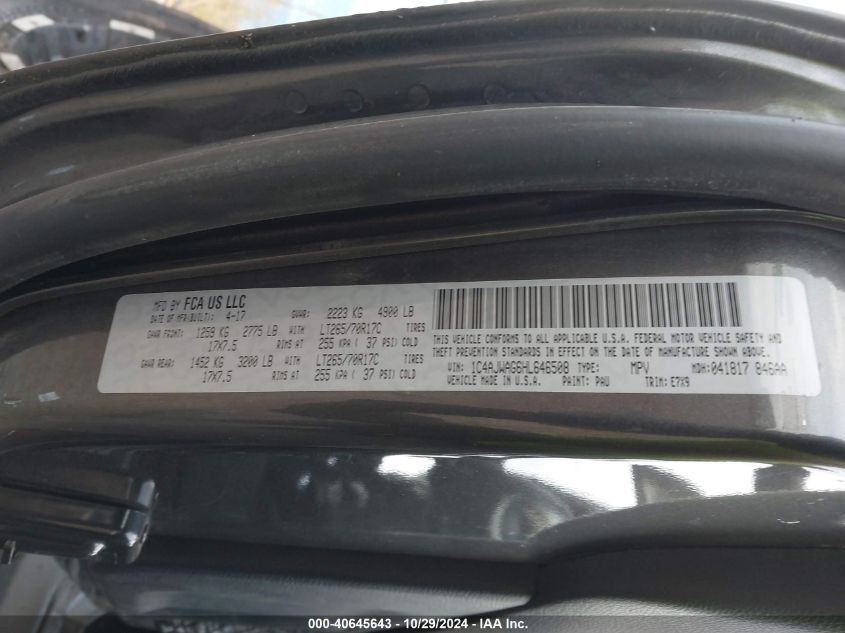 MFD BY FCA US LLC
DATE OF MFR(BUILT): 4-17 GVWR: 2223 KG 4900 LB
GAWR FRONT: 1259 KG 2775 LB WITH LT265/70R17C TIRES
17X7.5 RIMS AT 255 KPA ( 37 PSI) COLD
GAWR REAR: 1452 KG 3200 LB WITH LT265/70R17C TIRES
17X7.5 RIMS AT 255 KPA ( 37 PSI) COLD
THIS VEHICLE CONFORMS TO ALL APPLICABLE U.S.A. FEDERAL MOTOR VEHICLE SAFETY AND
THEFT PREVENTION STANDARDS IN EFFECT ON THE DATE OF MANUFACTURE SHOWN ABOVE.
VIN: 1C4AJWAG6HL646508 TYPE: MPV MDH: 041817 046AA
VEHICLE MADE IN U.S.A. PAINT: PAU TRIM: E7X9
000-40645643 - 10/29/2024 - IAA Inc.